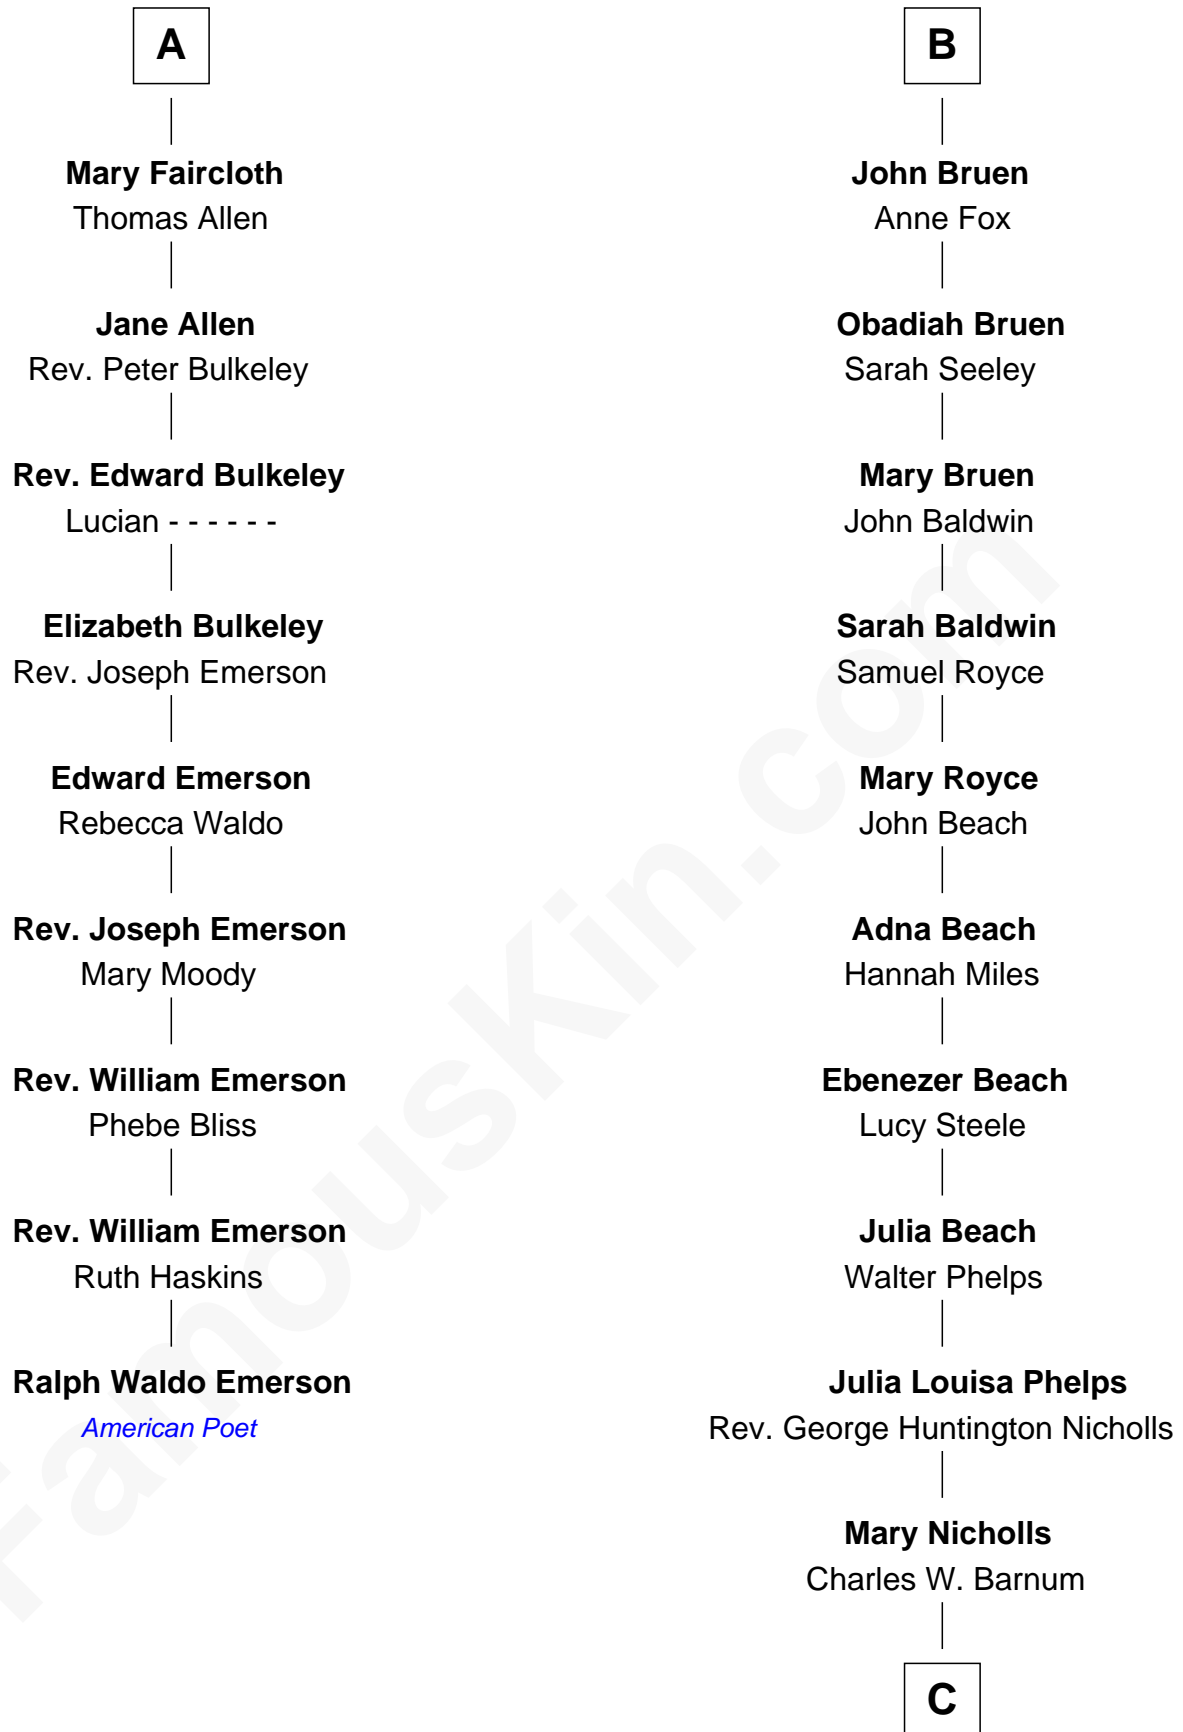 A
Mary Faircloth
Thomas Allen
Jane Allen
Rev. Peter Bulkeley
Rev. Edward Bulkeley
Lucian - - - - - -
Elizabeth Bulkeley
Rev. Joseph Emerson
Edward Emerson
Rebecca Waldo
Rev. Joseph Emerson
Mary Moody
Rev. William Emerson
Phebe Bliss
Rev. William Emerson
Ruth Haskins
Ralph Waldo Emerson
American Poet
B
John Bruen
Anne Fox
Obadiah Bruen
Sarah Seeley
Mary Bruen
John Baldwin
Sarah Baldwin
Samuel Royce
Mary Royce
John Beach
Adna Beach
Hannah Miles
Ebenezer Beach
Lucy Steele
Julia Beach
Walter Phelps
Julia Louisa Phelps
Rev. George Huntington Nicholls
Mary Nicholls
Charles W. Barnum
C
FamousKin.com